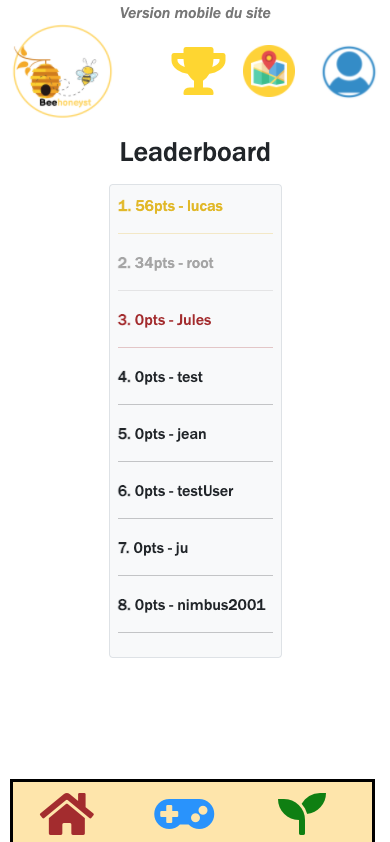 Version mobile du site
Beehoneyat
Leaderboard
1. 56pts - lucas
2. 34pts - root
3. 0pts - Jules
4. 0pts - test
5. 0pts - jean
6. 0pts - testUser
7. 0pts - ju
8. 0pts - nimbus2001